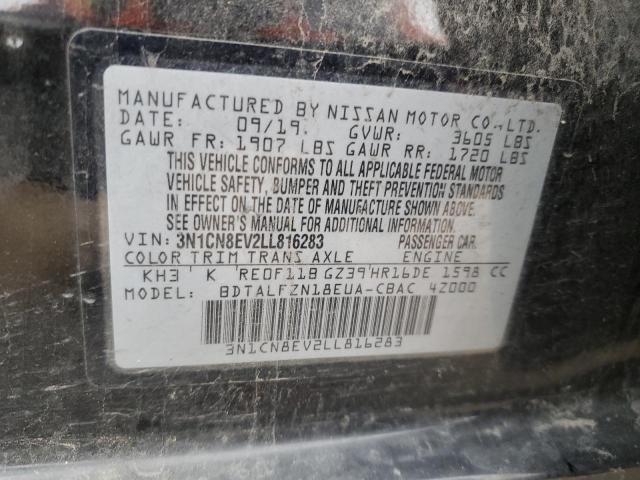 MANUFACTURED BY NISSAN MOTOR CO.,LTD.
DATE: 09/19. GVWR: 3605 LBS
GAWR FR: 1907 LBS GAWR RR: 1720 LBS
THIS VEHICLE CONFORMS TO ALL APPLICABLE FEDERAL MOTOR
VEHICLE SAFETY, BUMPER AND THEFT PREVENTION STANDARDS
IN EFFECT ON THE DATE OF MANUFACTURE SHOWN ABOVE.
SEE OWNER'S MANUAL FOR ADDITIONAL INFORMATION.
VIN: 3N1CN8EV2LL816283 PASSENGER CAR.
COLOR TRIM TRANS AXLE ENGINE
KH3 K RE0F11B GZ39 HR16DE 1598 CC
MODEL: BDTALFZN18EUA-CBAC 4Z000
3N1CN8EV2LL816283